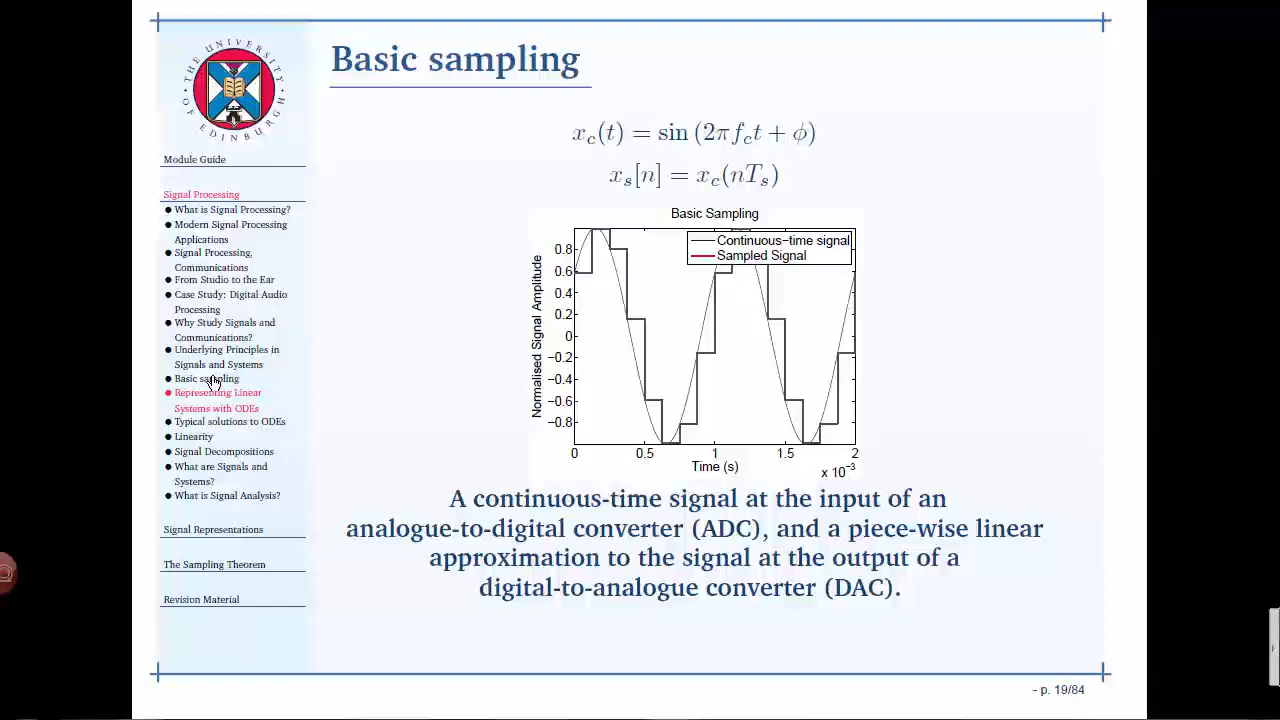 THE UNIVERSITY OF EDINBURGH
Module Guide
Signal Processing
● What is Signal Processing?
● Modern Signal Processing
Applications
● Signal Processing,
Communications
● From Studio to the Ear
● Case Study: Digital Audio
Processing
● Why Study Signals and
Communications?
● Underlying Principles in
Signals and Systems
● Basic sampling
● Representing Linear
Systems with ODEs
● Typical solutions to ODEs
● Linearity
● Signal Decompositions
● What are Signals and
Systems?
● What is Signal Analysis?
Signal Representations
The Sampling Theorem
Revision Material
Basic sampling
x_c(t) = sin (2πf_c t + φ)
x_s[n] = x_c(nT_s)
Basic Sampling
Continuous−time signal
Sampled Signal
Normalised Signal Amplitude
0.8
0.6
0.4
0.2
0
−0.2
−0.4
−0.6
−0.8
0 0.5 1 1.5 2
Time (s)
x 10⁻³
A continuous-time signal at the input of an
analogue-to-digital converter (ADC), and a piece-wise linear
approximation to the signal at the output of a
digital-to-analogue converter (DAC).
- p. 19/84